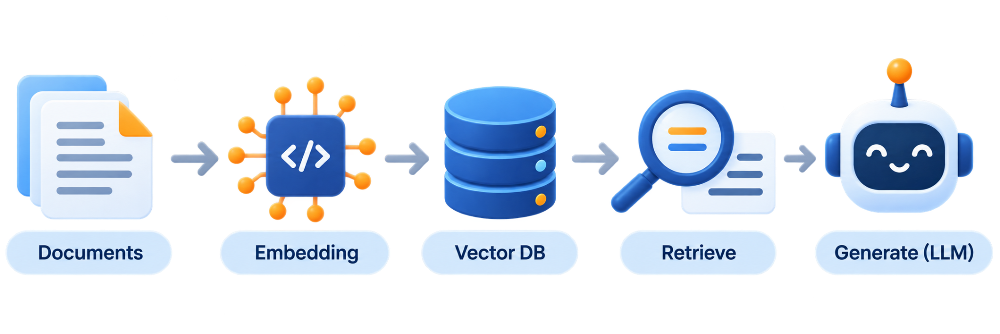 </>
Documents
Embedding
Vector DB
Retrieve
Generate (LLM)